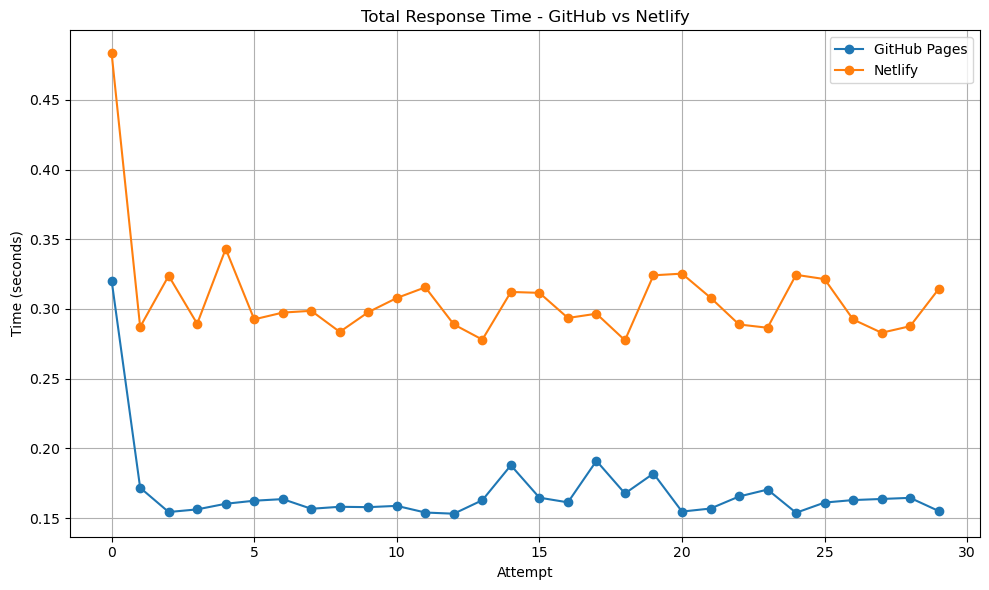 Total Response Time - GitHub vs Netlify
GitHub Pages
Netlify
0.45
0.40
0.35
0.30
0.25
0.20
0.15
Time (seconds)
0 5 10 15 20 25 30
Attempt